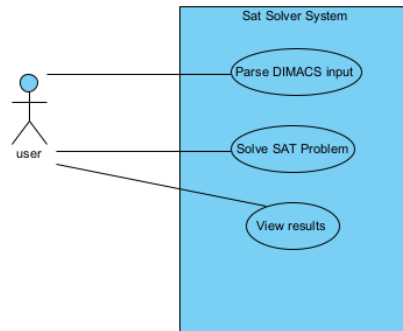 Sat Solver System
Parse DIMACS input
user
Solve SAT Problem
View results